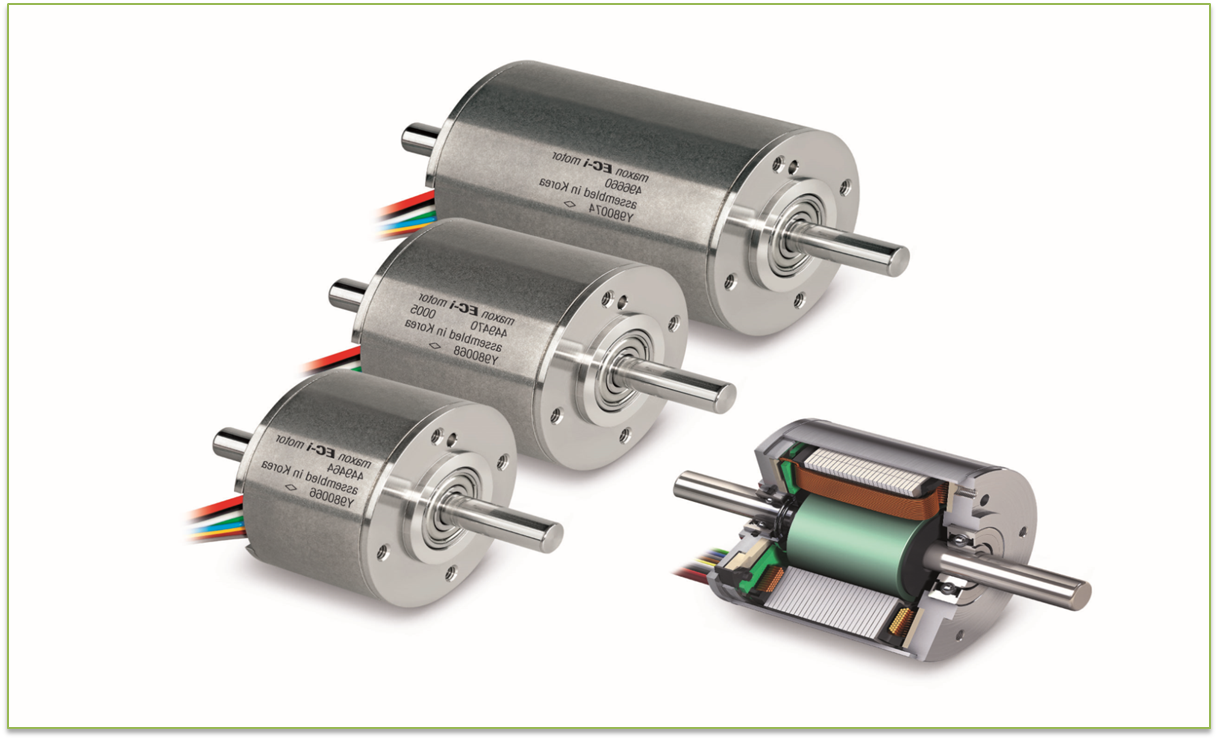 maxon EC-i motor
496660
assembled in Korea
Y980074
maxon EC-i motor
449470 0005
assembled in Korea
Y980068
maxon EC-i motor
449464
assembled in Korea
Y980066